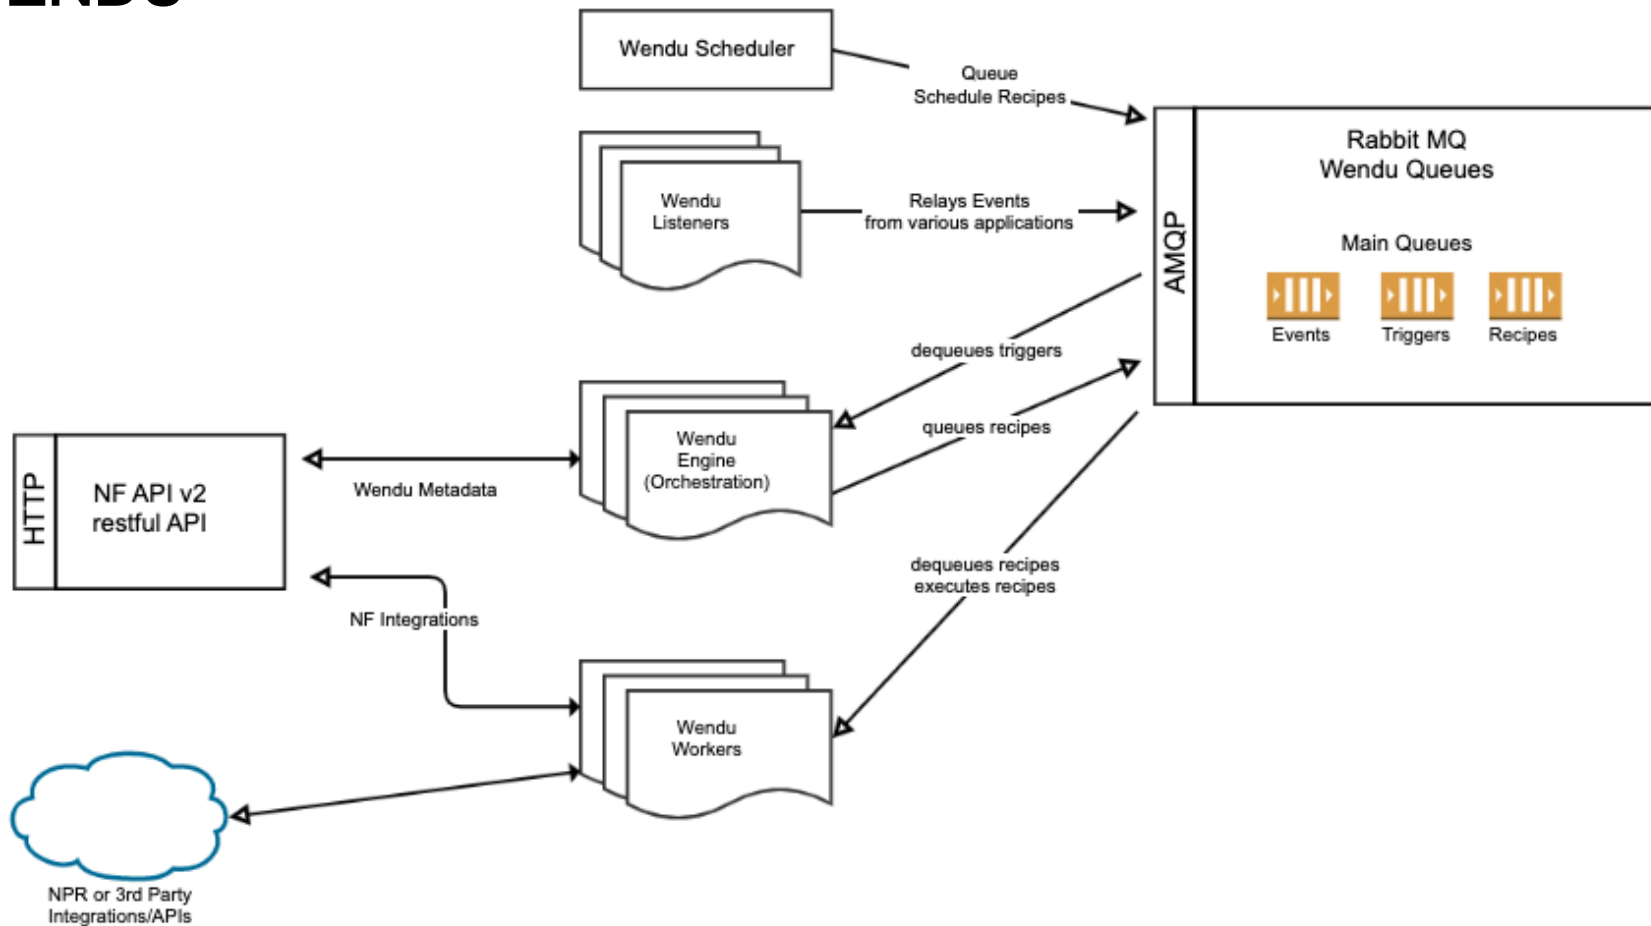 Wendu Scheduler
Queue
Schedule Recipes
Rabbit MQ
Wendu Queues
Wendu
Listeners
Relays Events
from various applications
AMQP
Main Queues
Events
Triggers
Recipes
dequeues triggers
queues recipes
Wendu
Engine
(Orchestration)
HTTP
NF API v2
restful API
Wendu Metadata
dequeues recipes
executes recipes
NF Integrations
Wendu
Workers
NPR or 3rd Party
Integrations/APIs